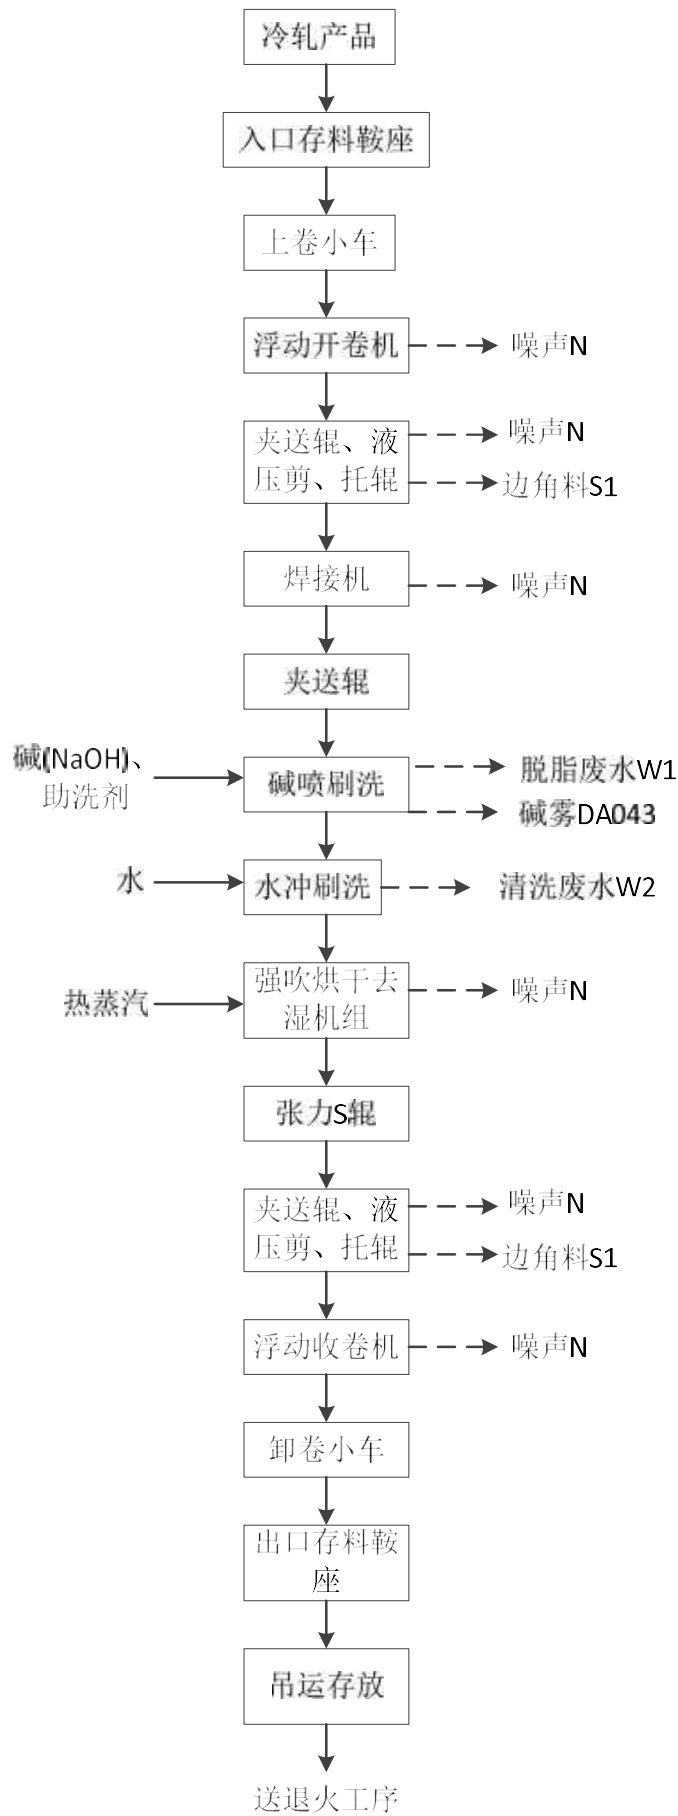 冷轧产品
入口存料鞍座
上卷小车
浮动开卷机
噪声N
夹送辊、液
压剪、托辊
噪声N
边角料S1
焊接机
噪声N
夹送辊
碱(NaOH)、
助洗剂
碱喷刷洗
脱脂废水W1
碱雾DA043
水
水冲刷洗
清洗废水W2
热蒸汽
强吹烘干去
湿机组
噪声N
张力S辊
夹送辊、液
压剪、托辊
噪声N
边角料S1
浮动收卷机
噪声N
卸卷小车
出口存料鞍
座
吊运存放
送退火工序